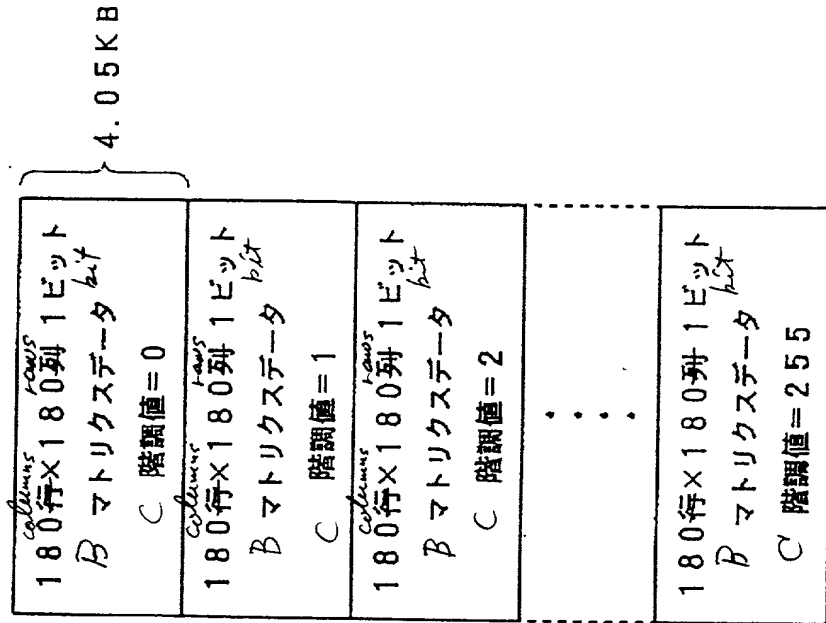 columns rows
180行×180列 1ビット
bit
B マトリクスデータ
C 階調値=0
4.05KB
columns rows
180行×180列 1ビット
bit
B マトリクスデータ
C 階調値=1
columns rows
180行×180列 1ビット
bit
B マトリクスデータ
C 階調値=2
180行×180列 1ビット
bit
B マトリクスデータ
C 階調値=255